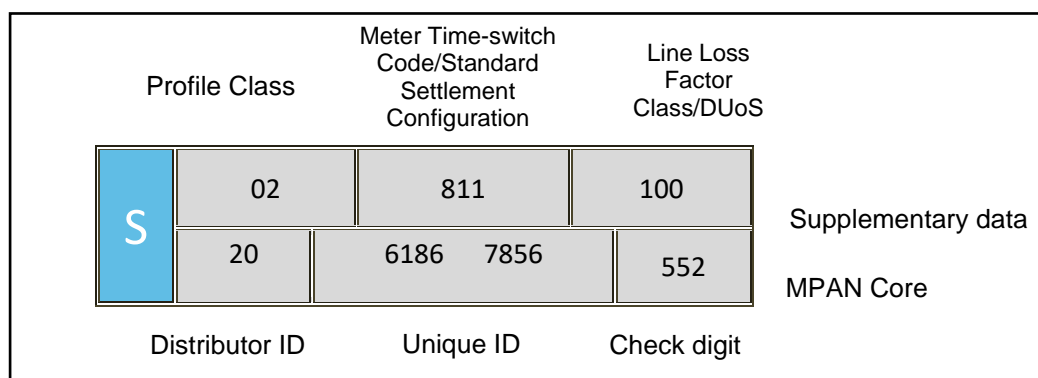 Profile Class
Meter Time-switch
Code/Standard
Settlement
Configuration
Line Loss
Factor
Class/DUoS
S
02 811 100
20 6186 7856 552
Supplementary data
MPAN Core
Distributor ID Unique ID Check digit